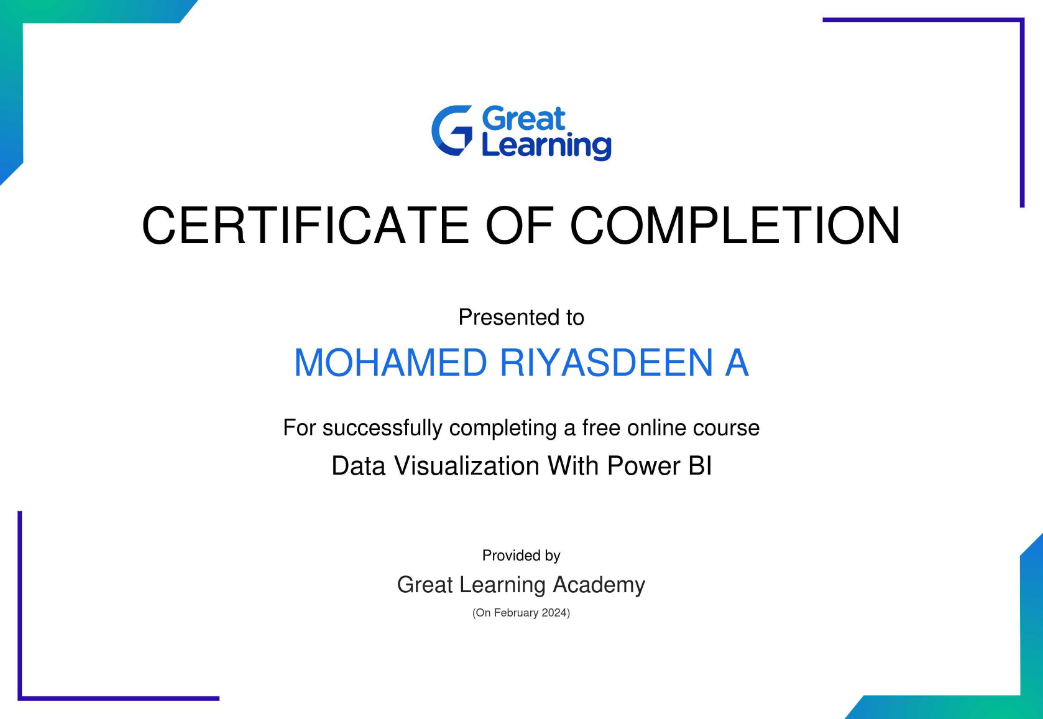 Great
Learning
CERTIFICATE OF COMPLETION
Presented to
MOHAMED RIYASDEEN A
For successfully completing a free online course
Data Visualization With Power BI
Provided by
Great Learning Academy
(On February 2024)